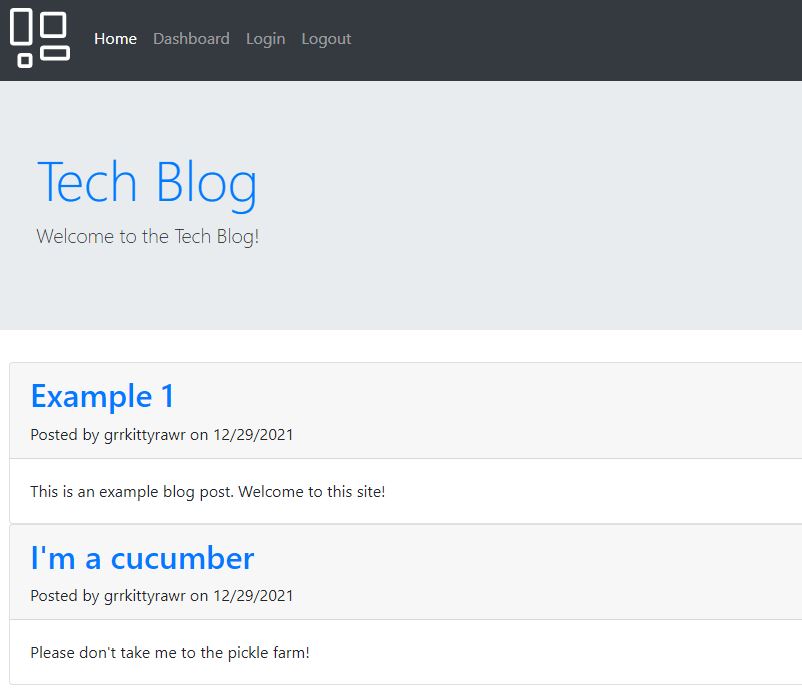 Home Dashboard Login Logout
Tech Blog
Welcome to the Tech Blog!
Example 1
Posted by grrkittyrawr on 12/29/2021
This is an example blog post. Welcome to this site!
I'm a cucumber
Posted by grrkittyrawr on 12/29/2021
Please don't take me to the pickle farm!